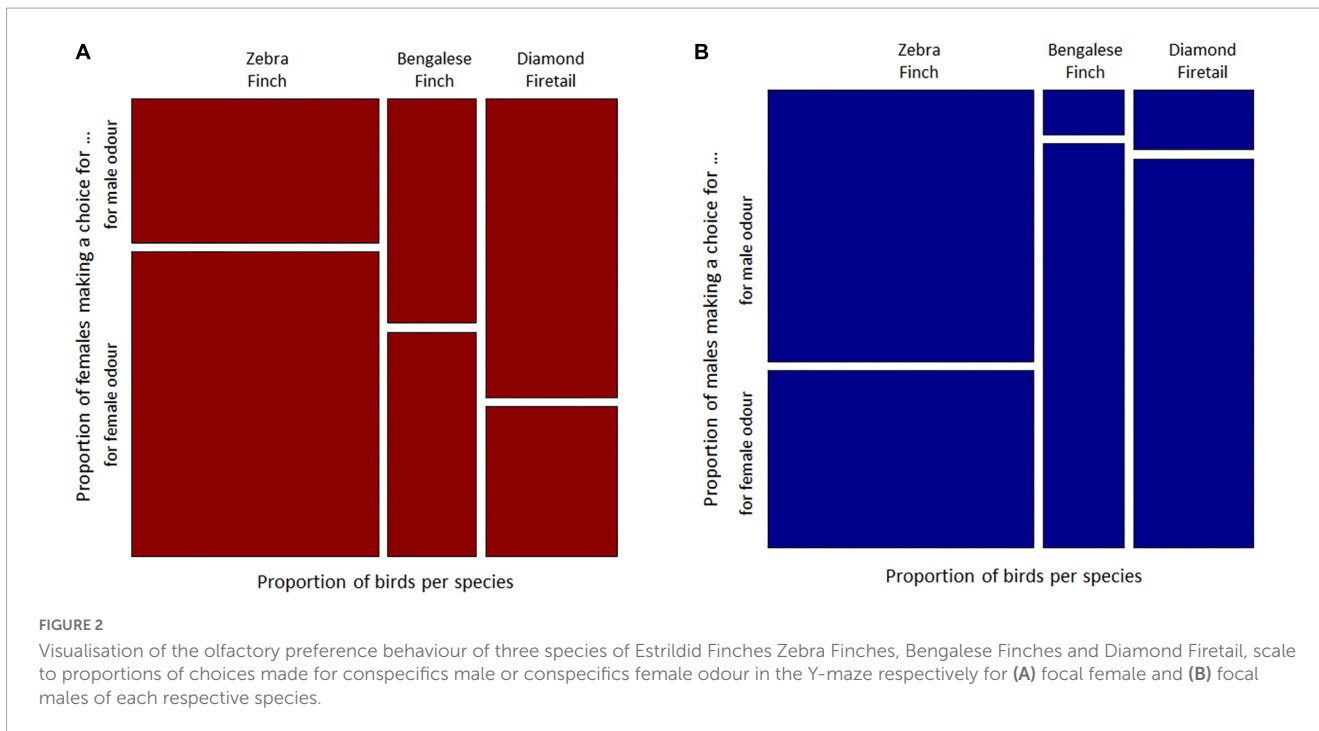 A
Zebra
Finch
Bengalese
Finch
Diamond
Firetail
Proportion of females making a choice for ...
for male odour
for female odour
Proportion of birds per species
B
Zebra
Finch
Bengalese
Finch
Diamond
Firetail
Proportion of males making a choice for ...
for male odour
for female odour
Proportion of birds per species
FIGURE 2
Visualisation of the olfactory preference behaviour of three species of Estrildid Finches Zebra Finches, Bengalese Finches and Diamond Firetail, scale
to proportions of choices made for conspecifics male or conspecifics female odour in the Y-maze respectively for (A) focal female and (B) focal
males of each respective species.